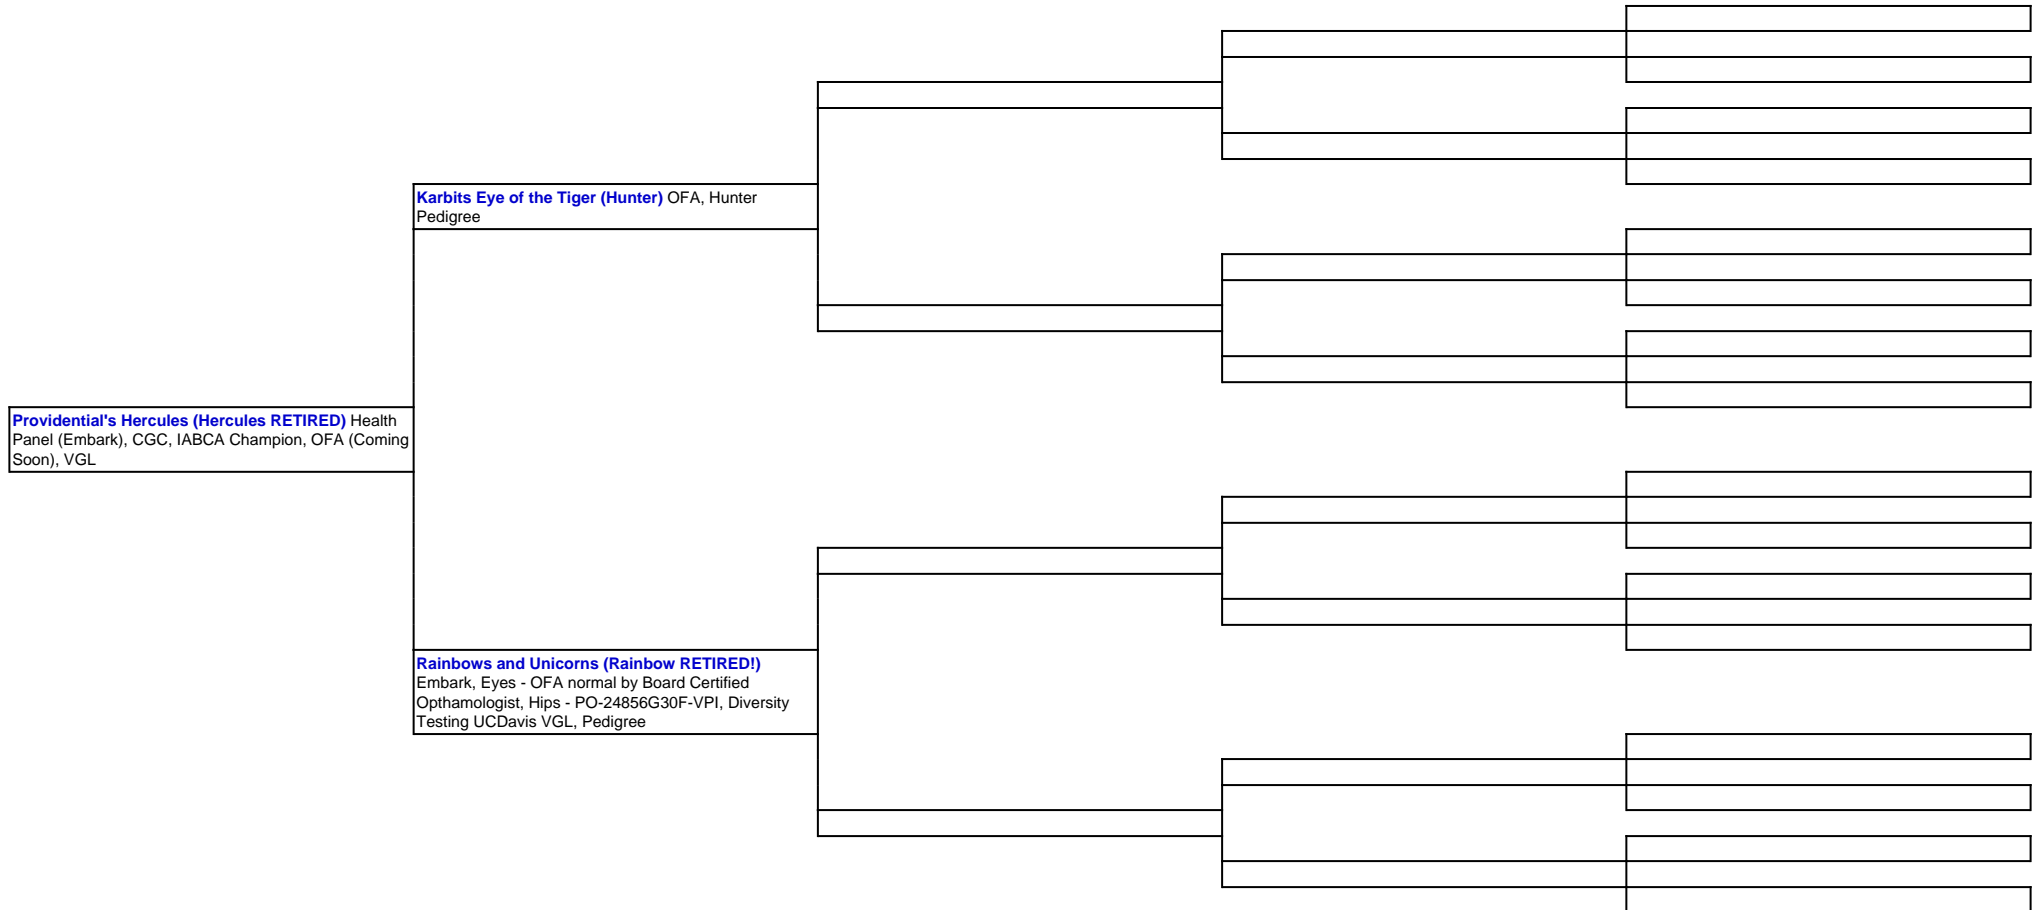 Karbits Eye of the Tiger (Hunter) OFA, Hunter
Pedigree
Providential's Hercules (Hercules RETIRED) Health
Panel (Embark), CGC, IABCA Champion, OFA (Coming
Soon), VGL
Rainbows and Unicorns (Rainbow RETIRED!)
Embark, Eyes - OFA normal by Board Certified
Opthamologist, Hips - PO-24856G30F-VPI, Diversity
Testing UCDavis VGL, Pedigree